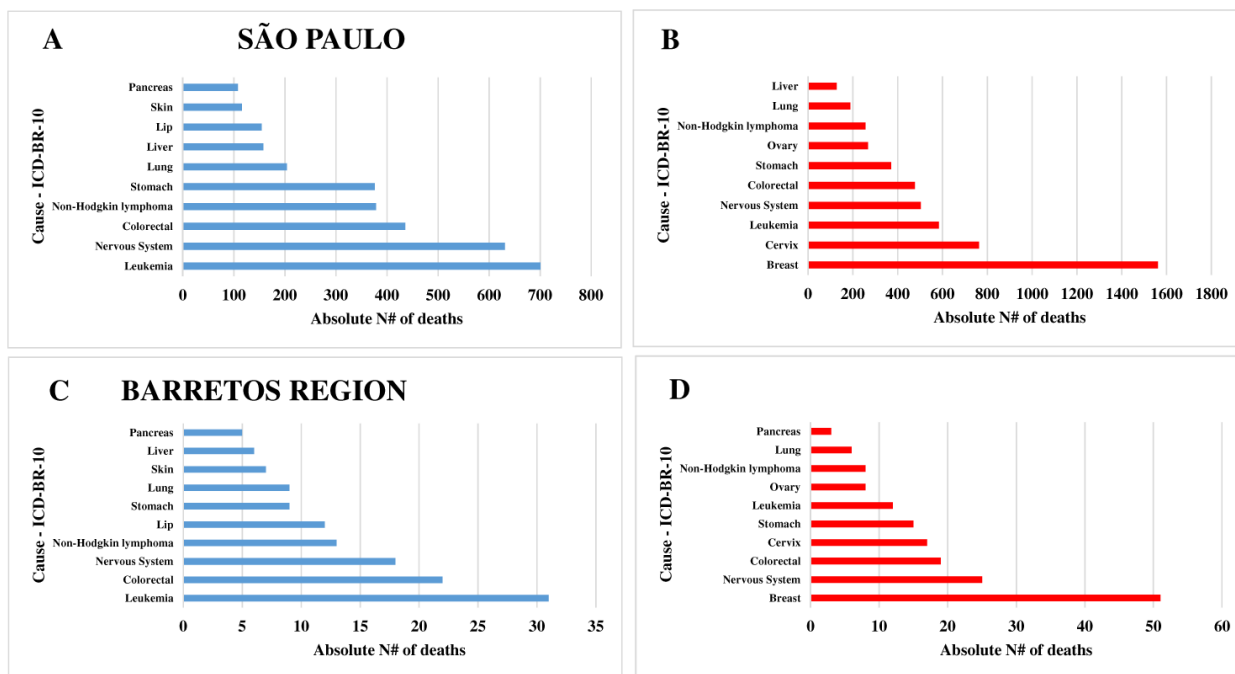 A SÃO PAULO
Cause - ICD-BR-10
Pancreas
Skin
Lip
Liver
Lung
Stomach
Non-Hodgkin lymphoma
Colorectal
Nervous System
Leukemia
0 100 200 300 400 500 600 700 800
Absolute N# of deaths
B
Cause - ICD-BR-10
Liver
Lung
Non-Hodgkin lymphoma
Ovary
Stomach
Colorectal
Nervous System
Leukemia
Cervix
Breast
0 200 400 600 800 1000 1200 1400 1600 1800
Absolute N# of deaths
C BARRETOS REGION
Cause - ICD-BR-10
Pancreas
Liver
Skin
Lung
Stomach
Lip
Non-Hodgkin lymphoma
Nervous System
Colorectal
Leukemia
0 5 10 15 20 25 30 35
Absolute N# of deaths
D
Cause - ICD-BR-10
Pancreas
Lung
Non-Hodgkin lymphoma
Ovary
Leukemia
Stomach
Cervix
Colorectal
Nervous System
Breast
0 10 20 30 40 50 60
Absolute N# of deaths